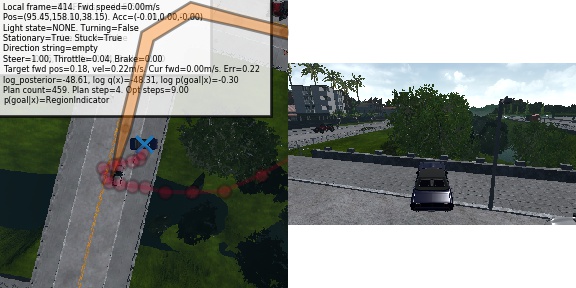 Local frame=414. Fwd speed=0.00m/s
Pos=(95.45,158.10,38.15). Acc=(-0.01,0.00,-0.00)
Light state=NONE. Turning=False
Stationary=True. Stuck=True
Direction string=empty
Steer=1.00, Throttle=0.04, Brake=0.00
Target fwd pos=0.18, vel=0.22m/s. Cur fwd=0.00m/s. Err=0.22
log_posterior=-48.61, log q(x)=-48.31, log p(goal|x)=-0.30
Plan count=459. Plan step=4. Opt steps=9.00
p(goal|x)=RegionIndicator